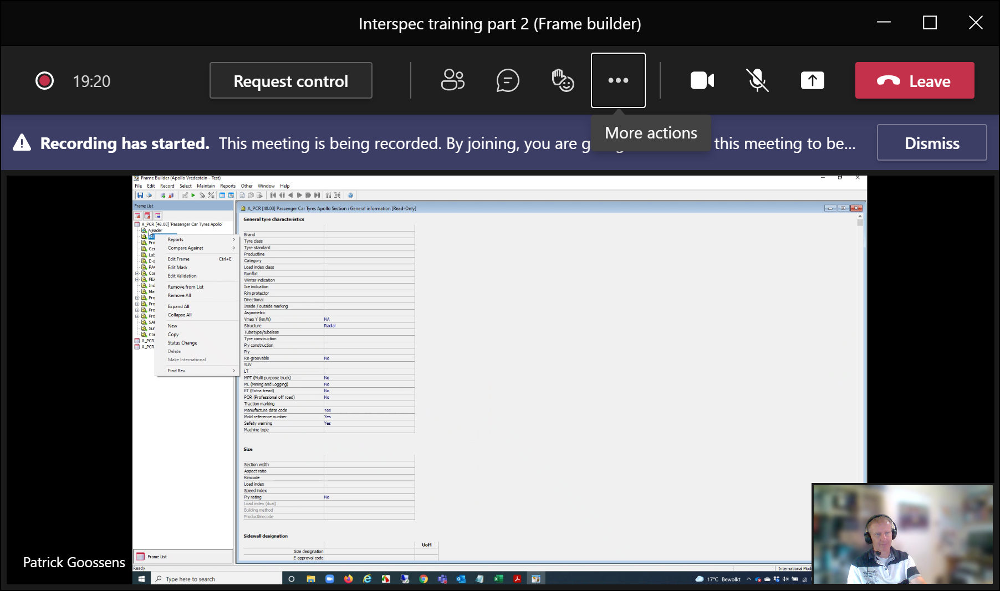 Interspec training part 2 (Frame builder)
19:20
Request control
Leave
More actions
Recording has started. This meeting is being recorded. By joining, you are g this meeting to be...
Dismiss
Frame Builder (Apollo Vredestein - Test)
File Edit Record Select Maintain Reports Other Window Help
Frame List
A_PCR [48.00] 'Passenger Car Tyres Apollo'
Header
Pro
Ger
Lab
D-s
PA
Cor
FEA
Ind
Ma
Pro
Pro
Pro
Pro
SA
Sur
Cor
A_PCR
A_PCR
Reports
Compare Against
Edit Frame Ctrl+E
Edit Mask
Edit Validation
Remove from List
Remove All
Expand All
Collapse All
New
Copy
Status Change
Delete
Make International
Find Rev.
A_PCR [48.00] Passenger Car Tyres Apollo Section : General information [Read-Only]
General tyre characteristics
Brand
Tyre class
Tyre standard
Productline
Category
Load index class
Runflat
Winter indication
Ice indication
Rim protector
Directional
Inside / outside marking
Asymmetric
Vmax Y (km/h) NA
Structure Radial
Tubetype/tubeless
Tyre construction
Ply construction
Ply
Re-groovable No
SUV
LT
MPT (Multi purpose truck) No
ML (Mining and Logging) No
ET (Extra tread) No
POR (Professional off road) No
Traction marking
Manufacture date code Yes
Mold reference number Yes
Safety warning Yes
Machine type
Size
Section width
Aspect ratio
Rimcode
Load index
Speed index
Ply rating No
Load index (dual)
Building method
Productlinecode
Sidewall designation
UoM
Size designation
E-approval code
Frame List
Ready
International Mod
Patrick Goossens
Type here to search
17°C Bewolkt